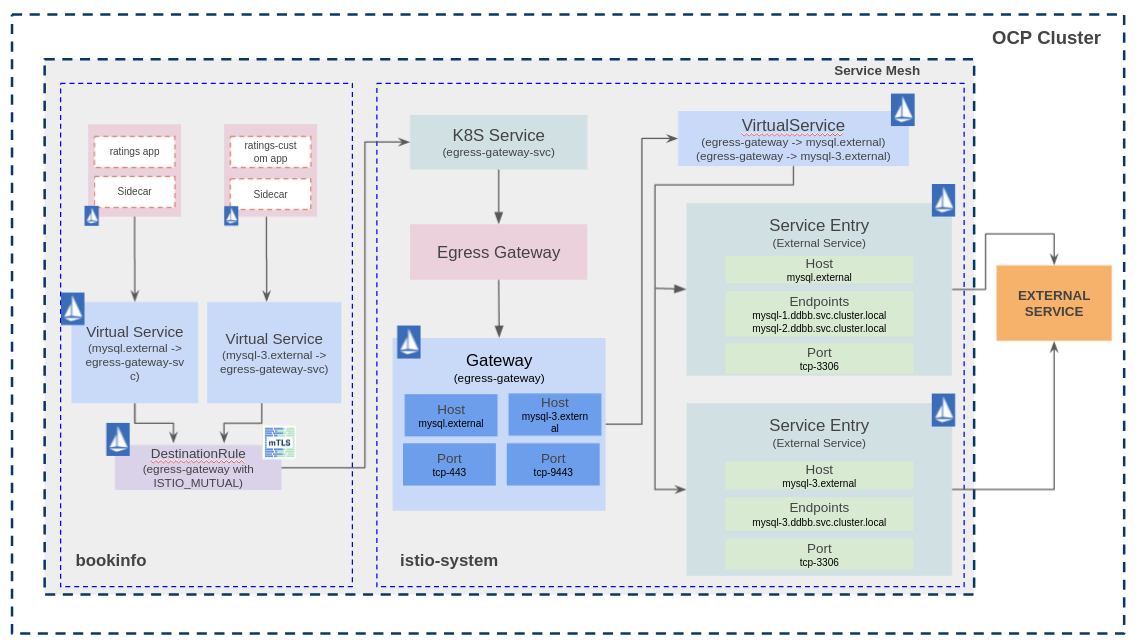 OCP Cluster
Service Mesh
ratings app
Sidecar
ratings-cust
om app
Sidecar
Virtual Service
(mysql.external ->
egress-gateway-sv
c)
Virtual Service
(mysql-3.external ->
egress-gateway-svc)
mTLS
DestinationRule
(egress-gateway with
ISTIO_MUTUAL)
bookinfo
K8S Service
(egress-gateway-svc)
Egress Gateway
Gateway
(egress-gateway)
Host
mysql.external
Host
mysql-3.extern
al
Port
tcp-443
Port
tcp-9443
istio-system
VirtualService
(egress-gateway -> mysql.external)
(egress-gateway -> mysql-3.external)
Service Entry
(External Service)
Host
mysql.external
Endpoints
mysql-1.ddbb.svc.cluster.local
mysql-2.ddbb.svc.cluster.local
Port
tcp-3306
Service Entry
(External Service)
Host
mysql-3.external
Endpoints
mysql-3.ddbb.svc.cluster.local
Port
tcp-3306
EXTERNAL
SERVICE